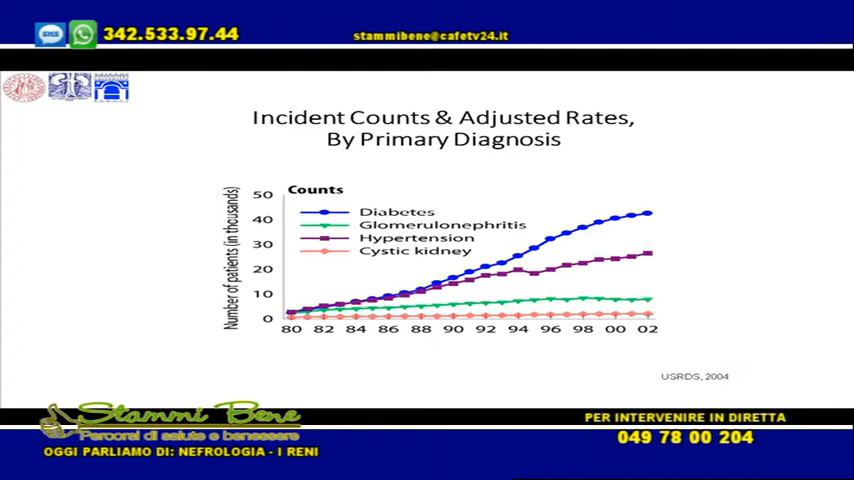 SMS
342.533.97.44
stammibene@cafetv24.it
Incident Counts & Adjusted Rates,
By Primary Diagnosis
Counts
Number of patients (in thousands)
50
40
30
20
10
0
Diabetes
Glomerulonephritis
Hypertension
Cystic kidney
80 82 84 86 88 90 92 94 96 98 00 02
USRDS, 2004
Stammi Bene
Percorsi di salute e benessere
OGGI PARLIAMO DI: NEFROLOGIA - I RENI
PER INTERVENIRE IN DIRETTA
049 78 00 204